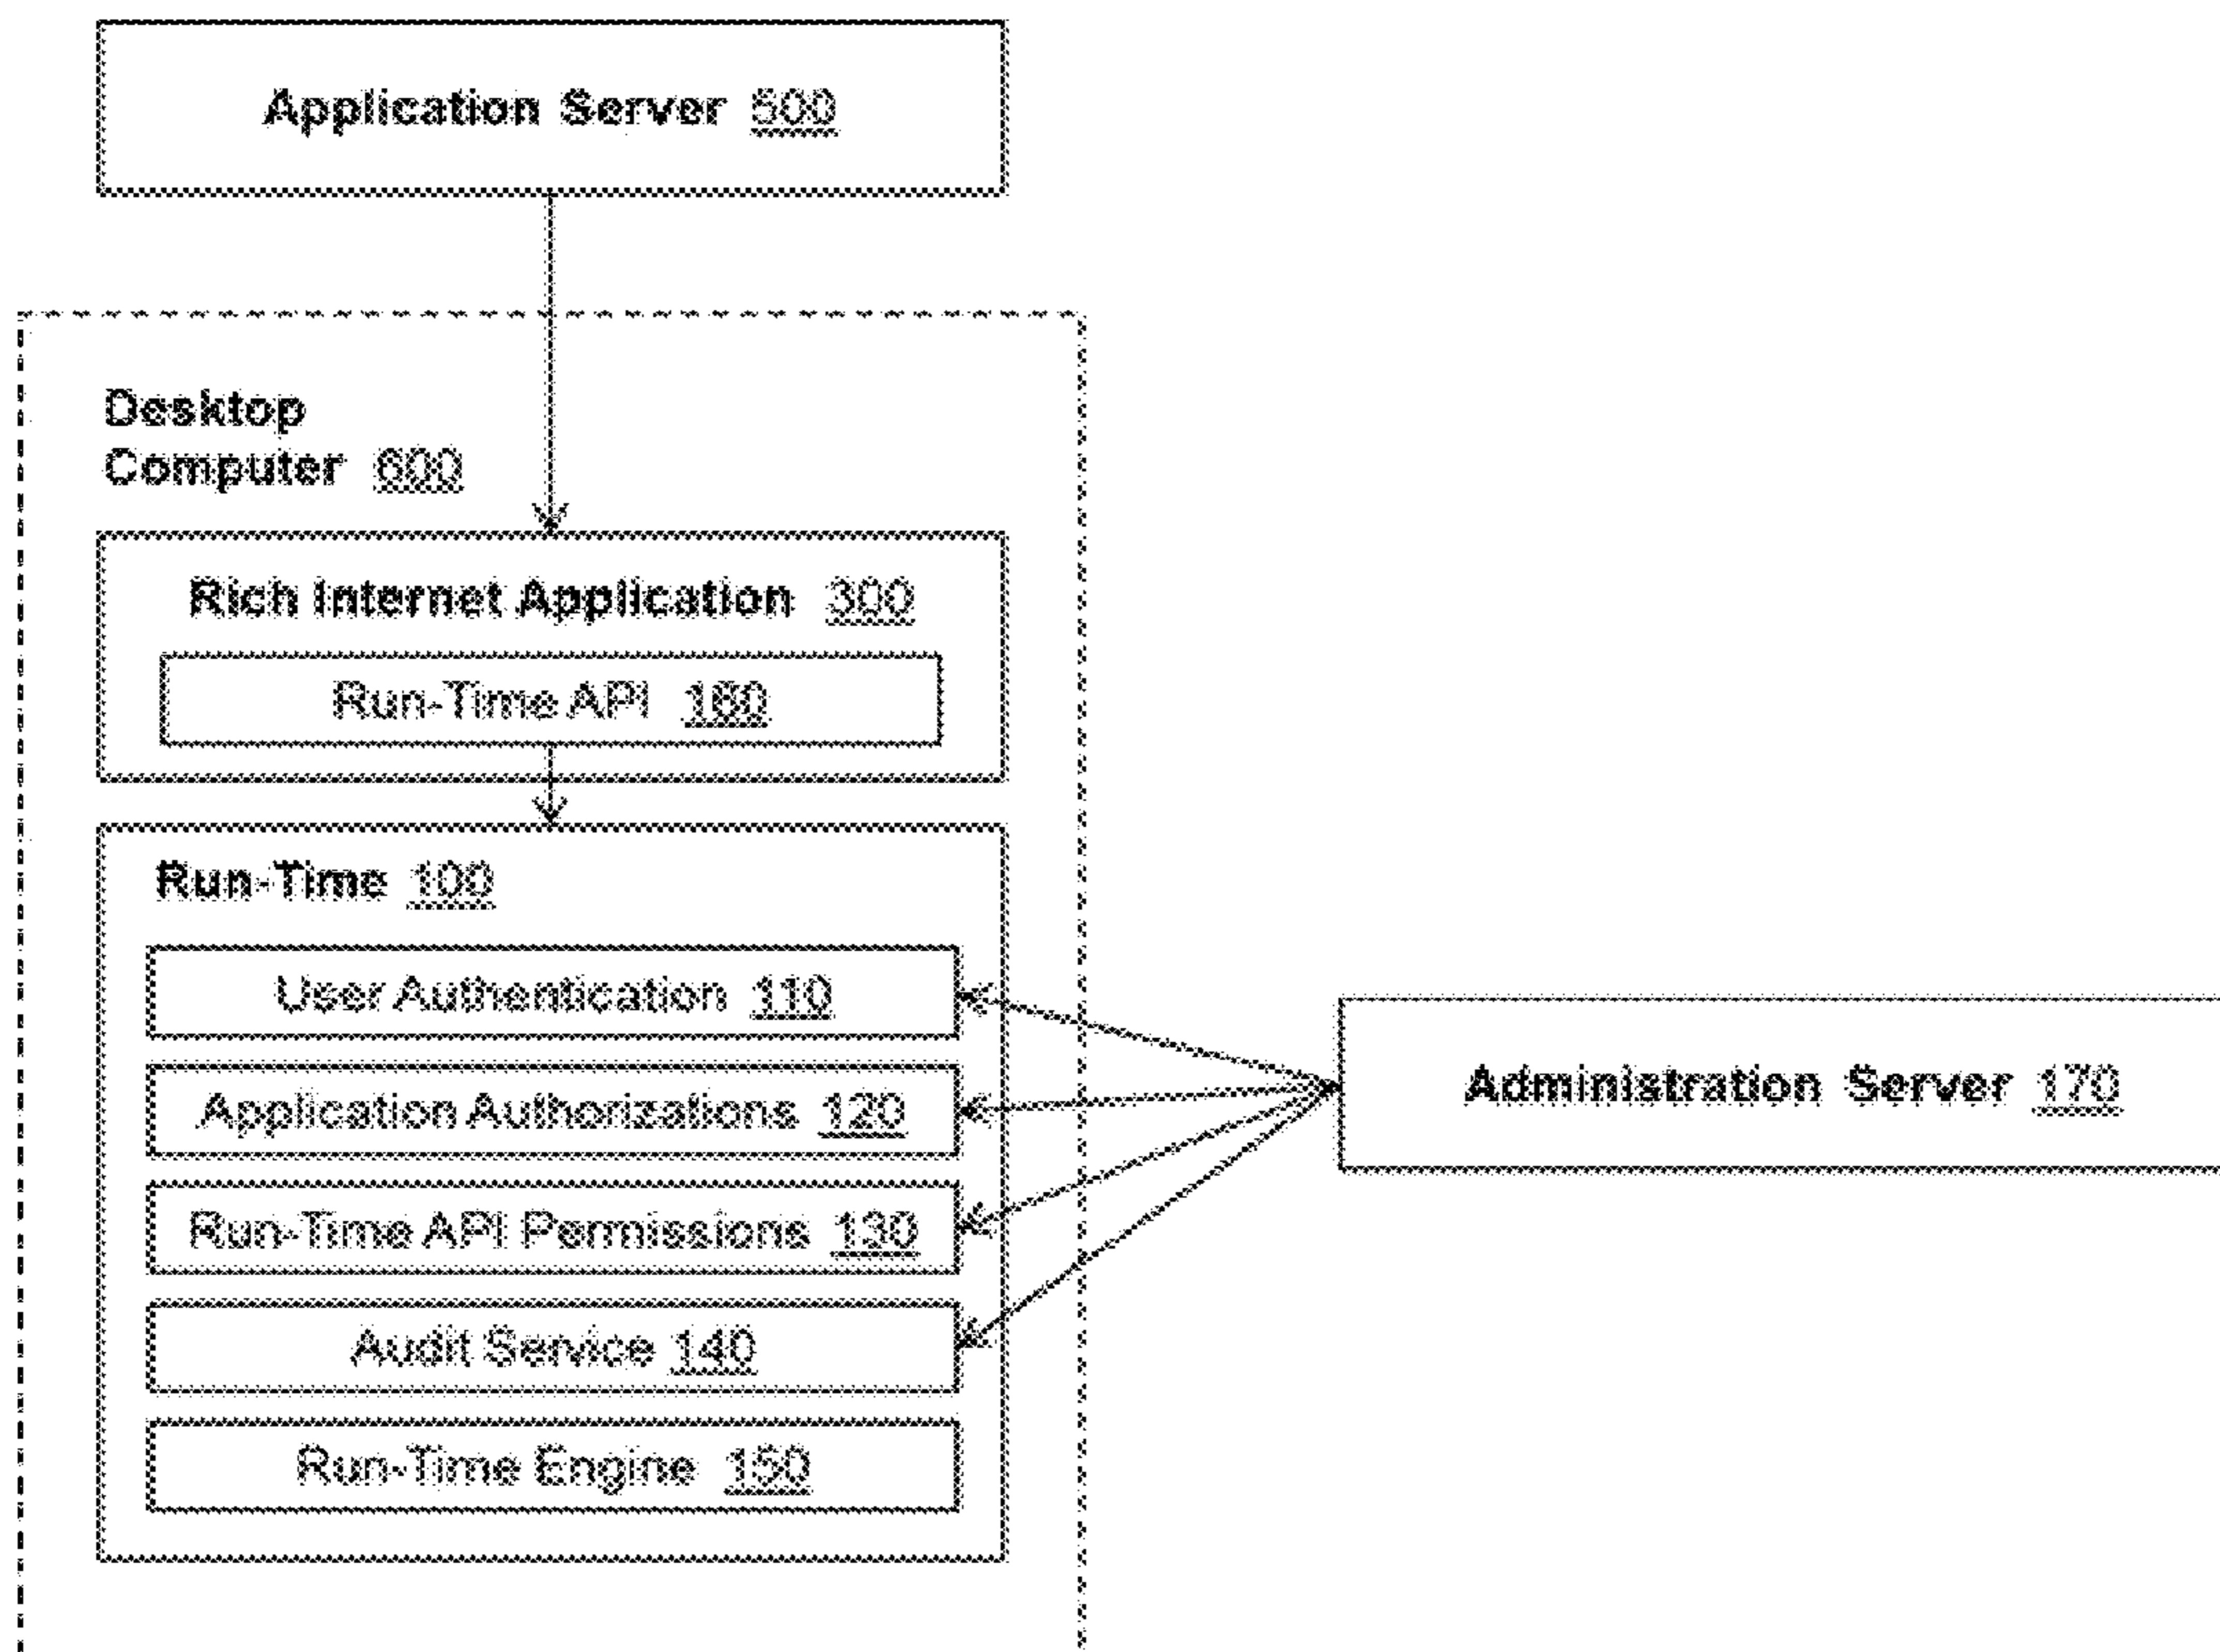 Application Server 500
Desktop
Computer 600
Rich Internet Application 300
Run-Time API 160
Run-Time 100
User Authentication 110
Application Authorizations 120
Run-Time API Permissions 130
Audit Service 140
Run-Time Engine 150
Administration Server 170